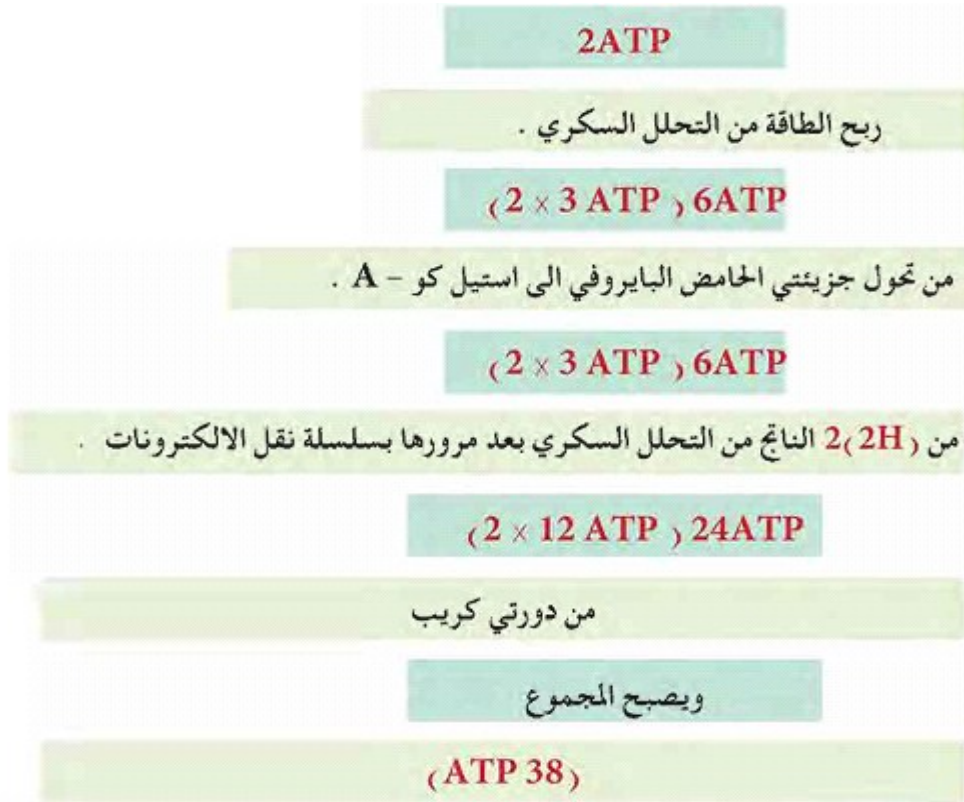 2ATP
ربح الطاقة من التحلل السكري .
6ATP ( 2 × 3 ATP )
من تحول جزيئتي الحامض البايروفي الى استيل كو – A .
6ATP ( 2 × 3 ATP )
من 2(2H) الناتج من التحلل السكري بعد مرورها بسلسلة نقل الالكترونات .
24ATP ( 2 × 12 ATP )
من دورتي كريب
ويصبح المجموع
(ATP 38)